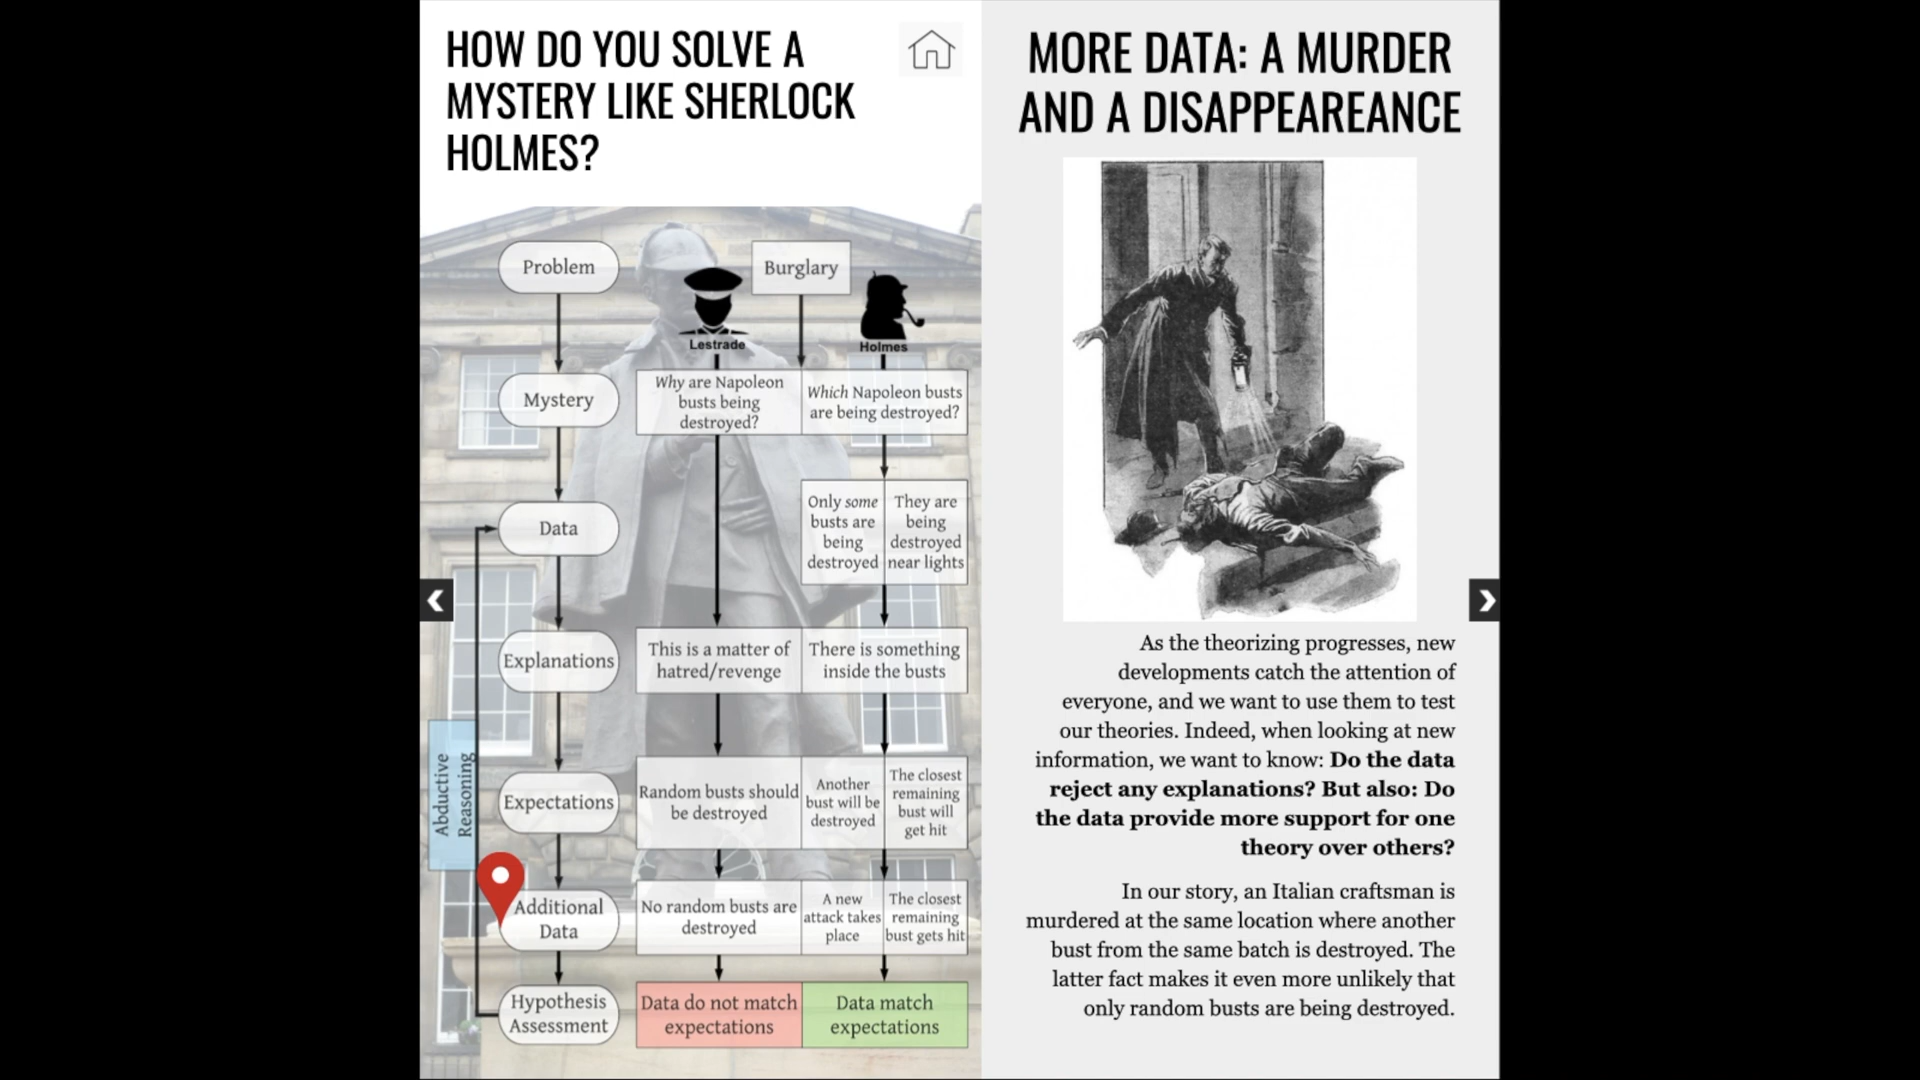 HOW DO YOU SOLVE A
MYSTERY LIKE SHERLOCK
HOLMES?
Problem
Burglary
Lestrade
Holmes
Mystery
Why are Napoleon
busts being
destroyed?
Which Napoleon busts
are being destroyed?
Data
Only some
busts are
being
destroyed
They are
being
destroyed
near lights
Explanations
This is a matter of
hatred/revenge
There is something
inside the busts
Abductive
Reasoning
Expectations
Random busts should
be destroyed
Another
bust will be
destroyed
The closest
remaining
bust will
get hit
Additional
Data
No random busts are
destroyed
A new
attack takes
place
The closest
remaining
bust gets hit
Hypothesis
Assessment
Data do not match
expectations
Data match
expectations
MORE DATA: A MURDER
AND A DISAPPEAREANCE
As the theorizing progresses, new
developments catch the attention of
everyone, and we want to use them to test
our theories. Indeed, when looking at new
information, we want to know: Do the data
reject any explanations? But also: Do
the data provide more support for one
theory over others?
In our story, an Italian craftsman is
murdered at the same location where another
bust from the same batch is destroyed. The
latter fact makes it even more unlikely that
only random busts are being destroyed.